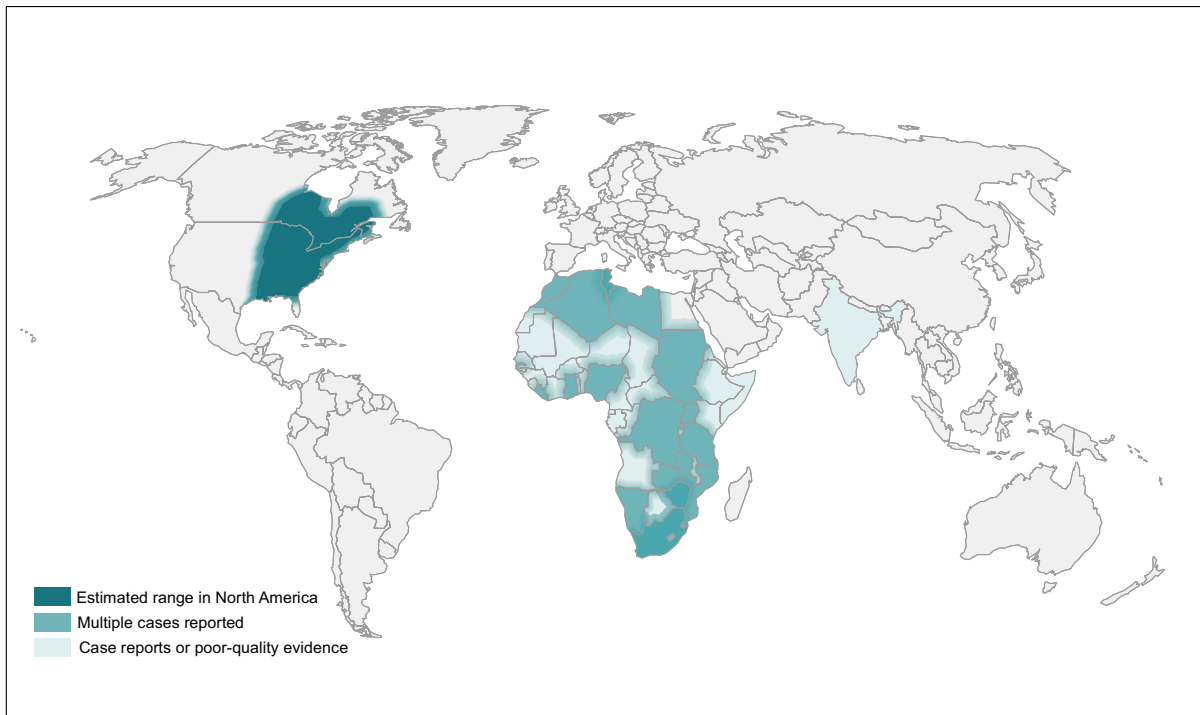 Estimated range in North America
Multiple cases reported
Case reports or poor-quality evidence